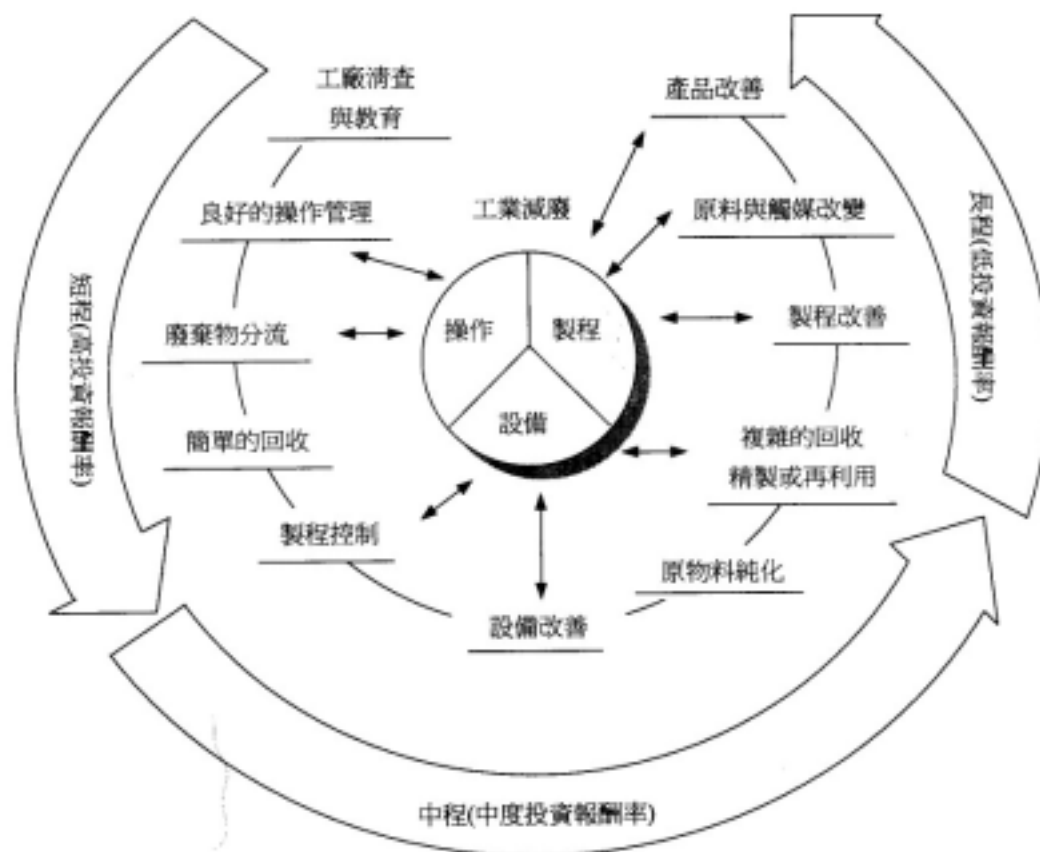 工廠清查
與教育
產品改善
良好的操作管理
工業減廢
原料與觸媒改變
廢棄物分流
操作
製程
製程改善
簡單的回收
設備
複雜的回收
精製或再利用
製程控制
原物料純化
設備改善
短程(高投資報酬率)
中程(中度投資報酬率)
長程(低投資報酬率)